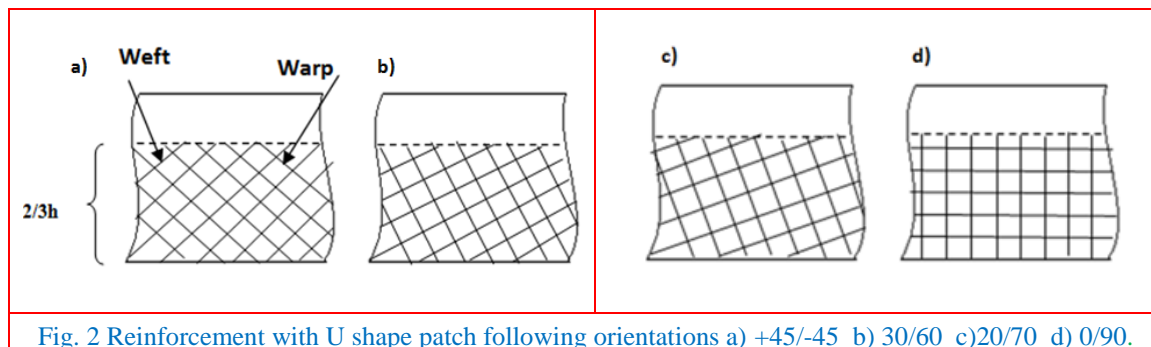 a) Weft Warp b) c) d)
2/3h
Fig. 2 Reinforcement with U shape patch following orientations a) +45/-45 b) 30/60 c)20/70 d) 0/90.